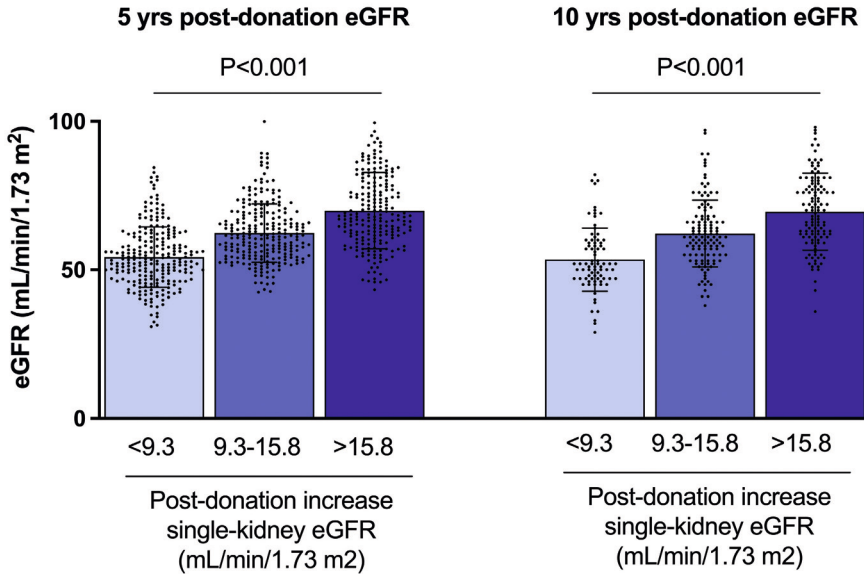 5 yrs post-donation eGFR
10 yrs post-donation eGFR
P<0.001
P<0.001
eGFR (mL/min/1.73 m²)
100
50
0
<9.3
9.3-15.8
>15.8
<9.3
9.3-15.8
>15.8
Post-donation increase
single-kidney eGFR
(mL/min/1.73 m2)
Post-donation increase
single-kidney eGFR
(mL/min/1.73 m2)